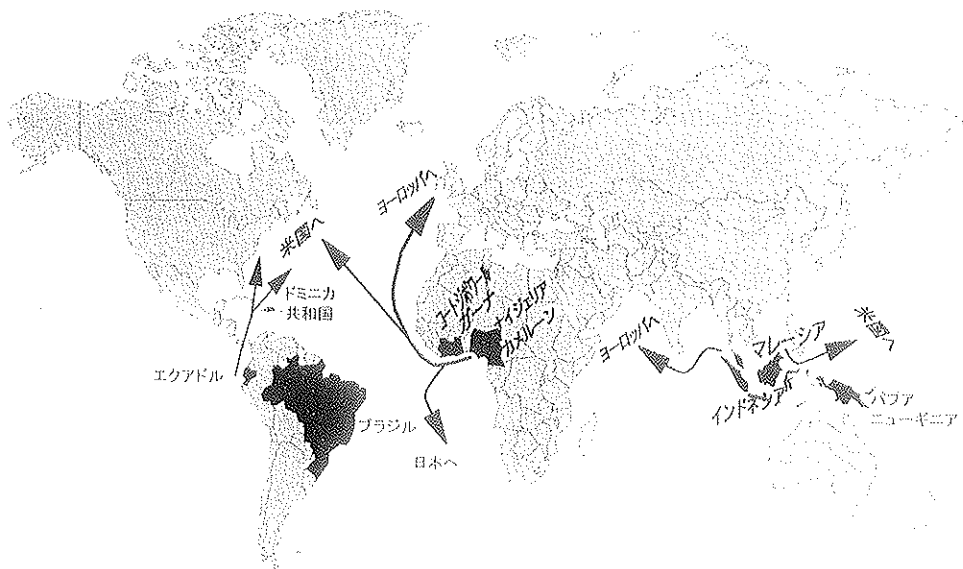 ヨーロッパへ
米国へ
ドミニカ
共和国
エクアドル
ブラジル
コートジボワール
ガーナ
ナイジェリア
カメルーン
日本へ
ヨーロッパへ
マレーシア
米国へ
インドネシア
パプア
ニューギニア